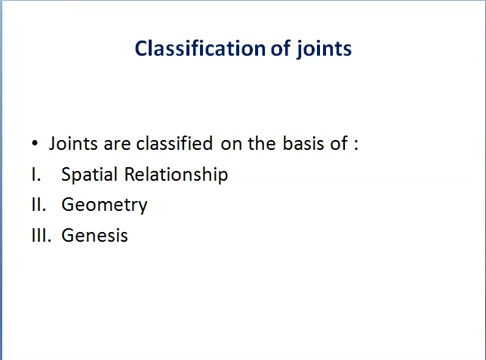 Classification of joints
• Joints are classified on the basis of :
I. Spatial Relationship
II. Geometry
III. Genesis